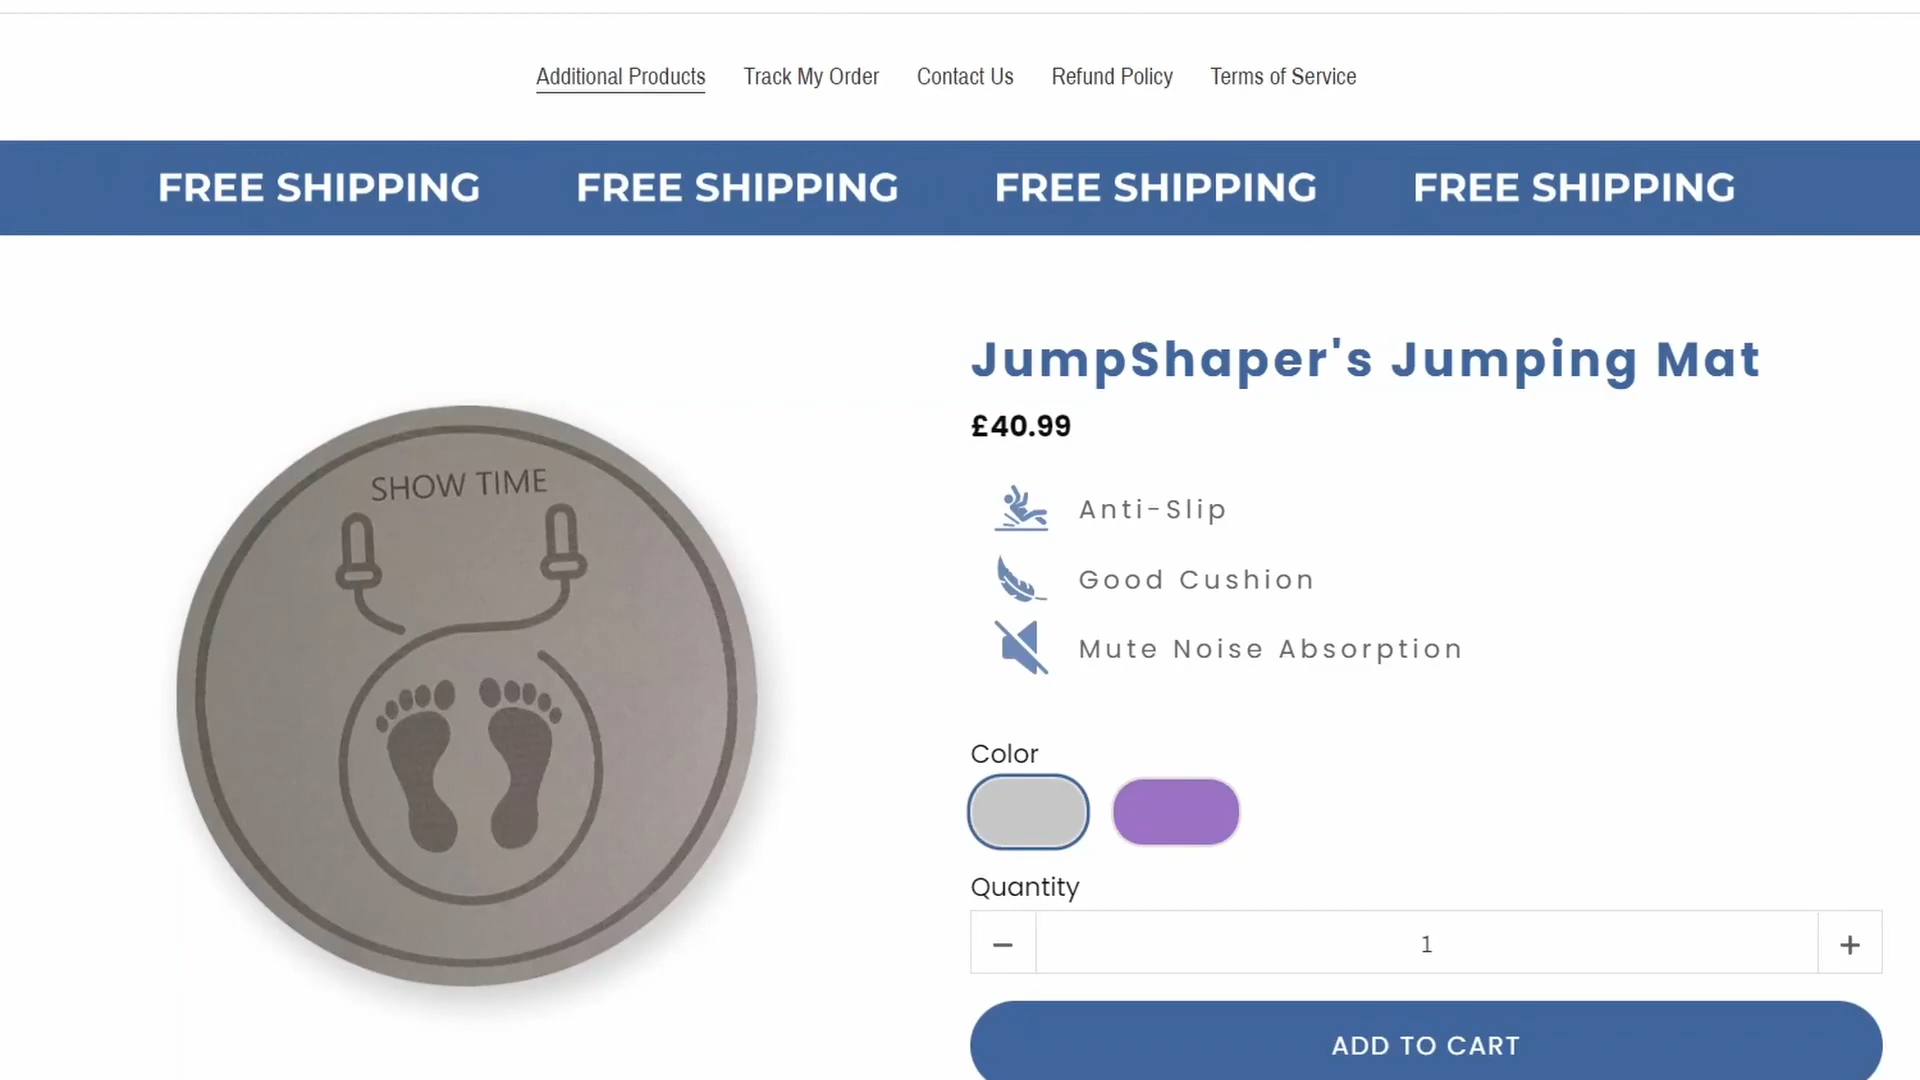 Additional Products Track My Order Contact Us Refund Policy Terms of Service
FREE SHIPPING FREE SHIPPING FREE SHIPPING FREE SHIPPING
JumpShaper's Jumping Mat
£40.99
SHOW TIME
Anti-Slip
Good Cushion
Mute Noise Absorption
Color
Quantity
1
ADD TO CART